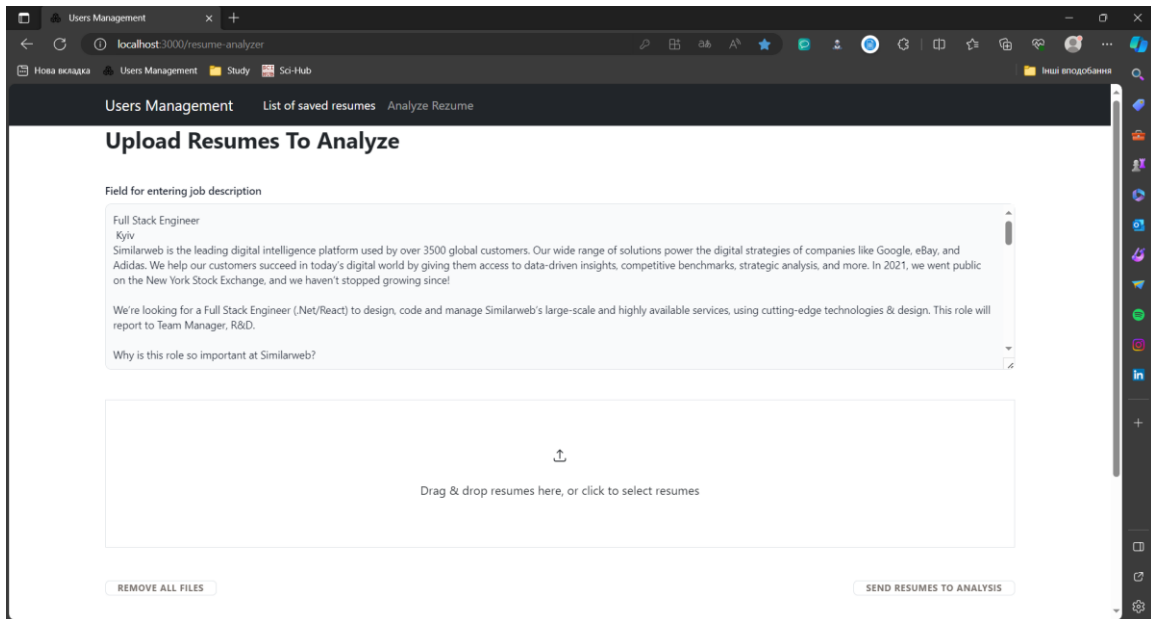 Users Management
localhost:3000/resume-analyzer
Нова вкладка Users Management Study Sci-Hub Інші вподобання
Users Management List of saved resumes Analyze Rezume
Upload Resumes To Analyze
Field for entering job description
Full Stack Engineer
Kyiv
Similarweb is the leading digital intelligence platform used by over 3500 global customers. Our wide range of solutions power the digital strategies of companies like Google, eBay, and
Adidas. We help our customers succeed in today's digital world by giving them access to data-driven insights, competitive benchmarks, strategic analysis, and more. In 2021, we went public
on the New York Stock Exchange, and we haven't stopped growing since!
We're looking for a Full Stack Engineer (.Net/React) to design, code and manage Similarweb's large-scale and highly available services, using cutting-edge technologies & design. This role will
report to Team Manager, R&D.
Why is this role so important at Similarweb?
Drag & drop resumes here, or click to select resumes
REMOVE ALL FILES SEND RESUMES TO ANALYSIS